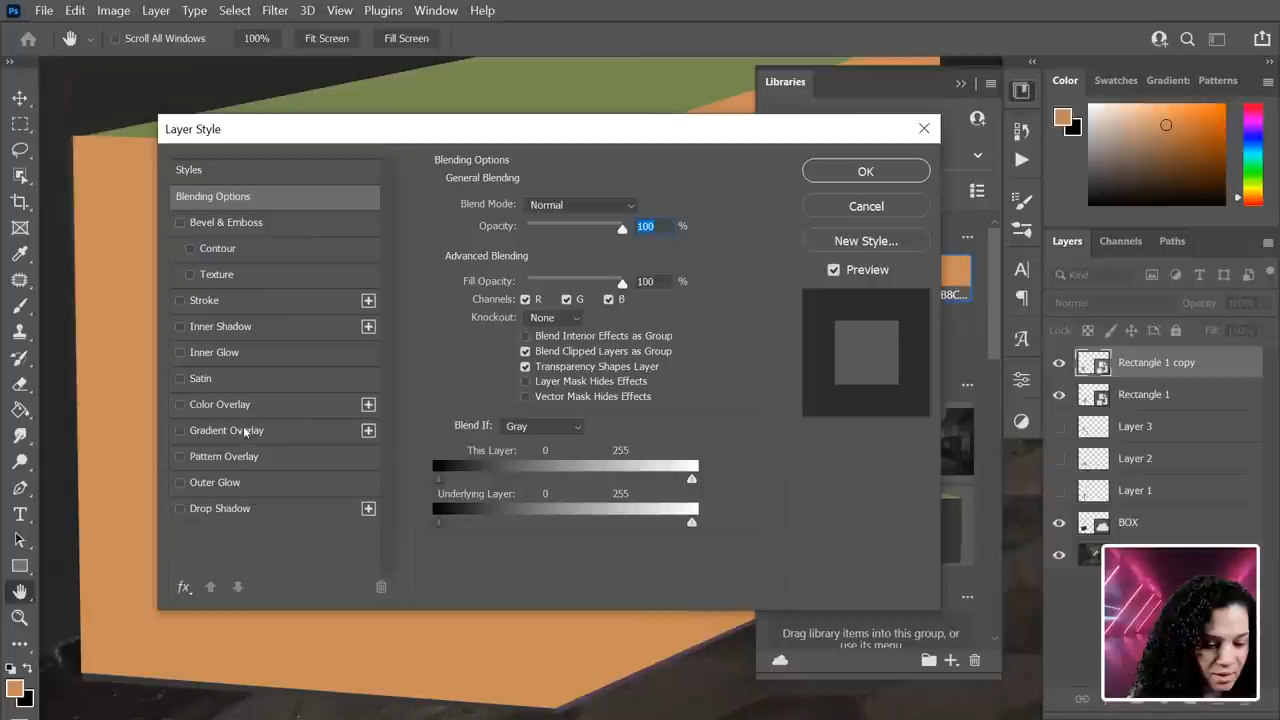 Ps File Edit Image Layer Type Select Filter 3D View Plugins Window Help
Scroll All Windows 100% Fit Screen Fill Screen
Libraries
Color Swatches Gradient: Patterns
Layer Style
Styles
Blending Options
Bevel & Emboss
Contour
Texture
Stroke
Inner Shadow
Inner Glow
Satin
Color Overlay
Gradient Overlay
Pattern Overlay
Outer Glow
Drop Shadow
fx
Blending Options
General Blending
Blend Mode: Normal
Opacity: 100 %
Advanced Blending
Fill Opacity: 100 %
Channels: R G B
Knockout: None
Blend Interior Effects as Group
Blend Clipped Layers as Group
Transparency Shapes Layer
Layer Mask Hides Effects
Vector Mask Hides Effects
Blend If: Gray
This Layer: 0 255
Underlying Layer: 0 255
OK
Cancel
New Style...
Preview
B8C...
Drag library items into this group, or
use its menu
Layers Channels Paths
Kind
Normal Opacity: 100%
Lock: Fill: 100%
Rectangle 1 copy
Rectangle 1
Layer 3
Layer 2
Layer 1
BOX